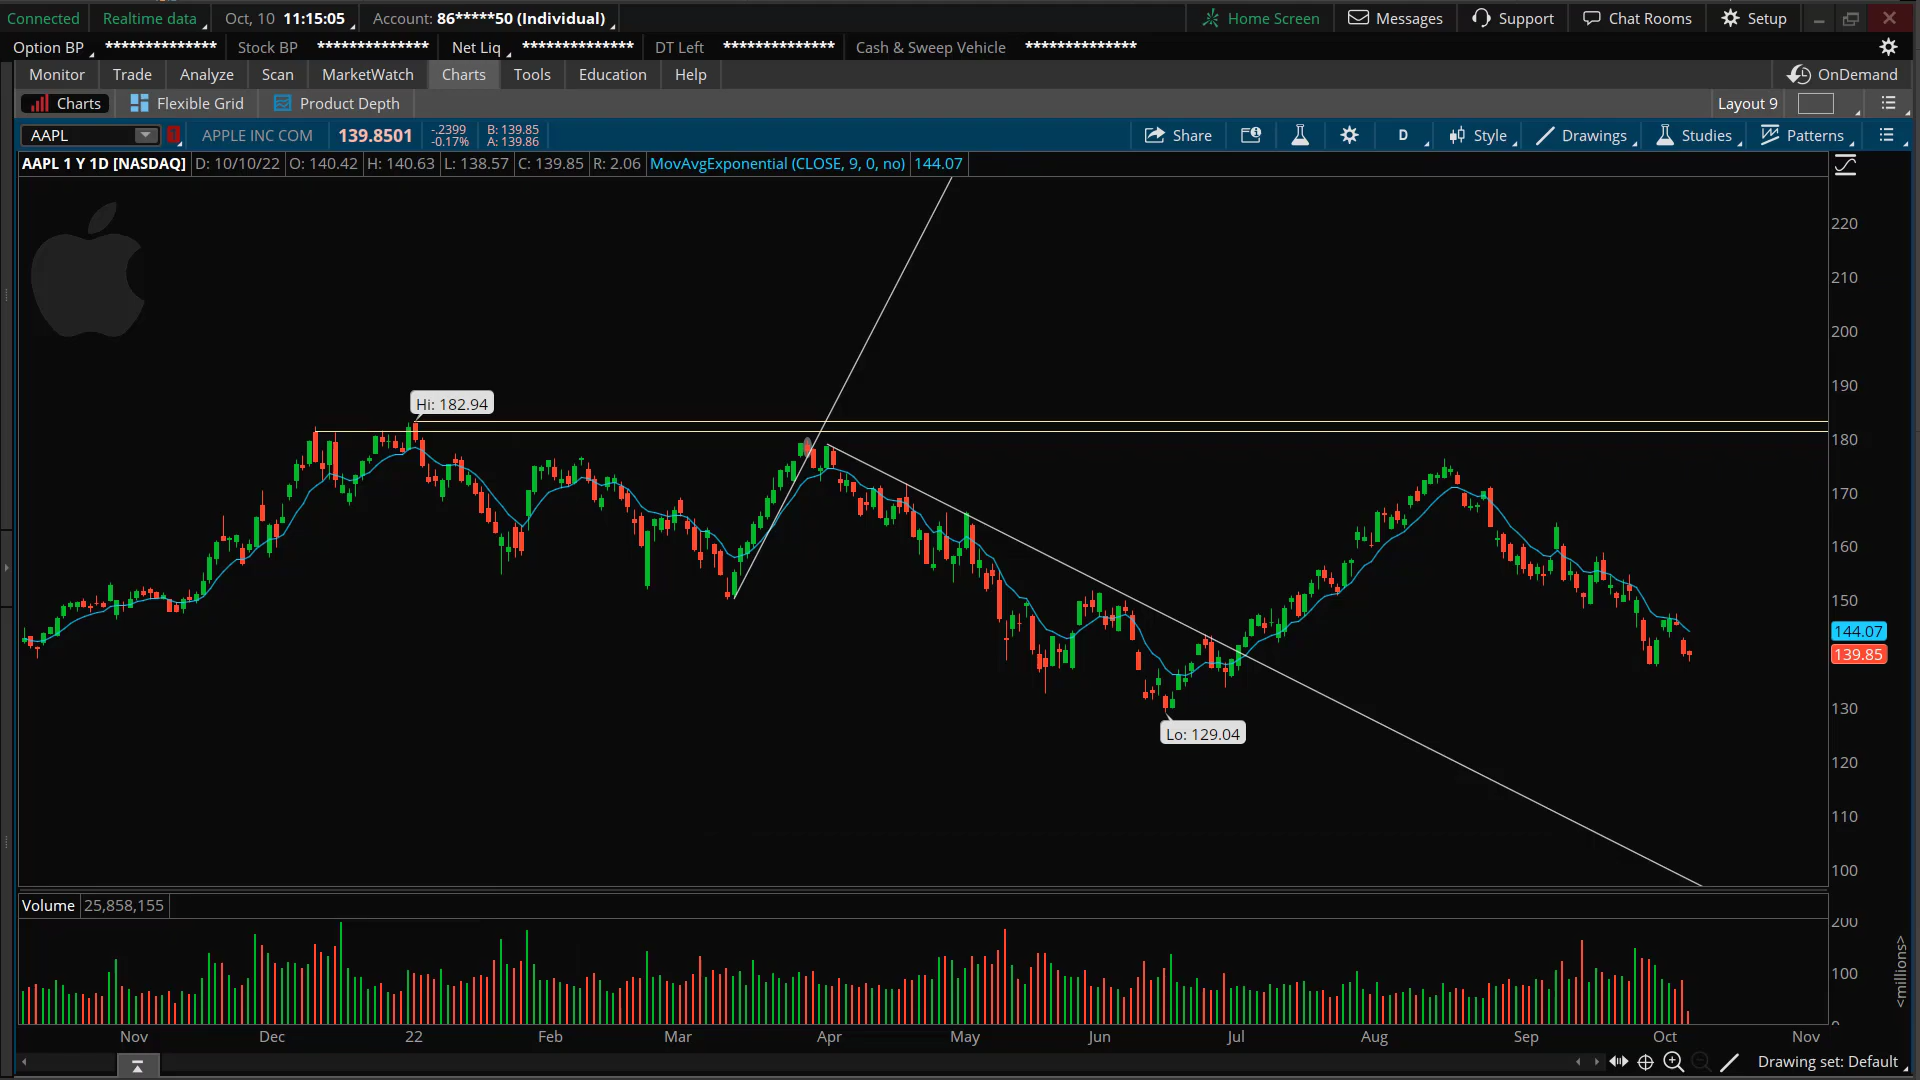 Connected Realtime data Oct, 10 11:15:05 Account: 86*****50 (Individual) Home Screen Messages Support Chat Rooms Setup
Option BP ************** Stock BP ************** Net Liq ************** DT Left ************** Cash & Sweep Vehicle **************
Monitor Trade Analyze Scan MarketWatch Charts Tools Education Help OnDemand
Charts Flexible Grid Product Depth Layout 9
AAPL 1 APPLE INC COM 139.8501 -.2399 B: 139.85 Share D Style Drawings Studies Patterns
-0.17% A: 139.86
AAPL 1 Y 1D [NASDAQ] D: 10/10/22 O: 140.42 H: 140.63 L: 138.57 C: 139.85 R: 2.06 MovAvgExponential (CLOSE, 9, 0, no) 144.07
220
210
200
190
Hi: 182.94
180
170
160
150
144.07
139.85
130
Lo: 129.04
120
110
100
Volume 25,858,155
200
100
0
<millions>
Nov Dec 22 Feb Mar Apr May Jun Jul Aug Sep Oct Nov
Drawing set: Default